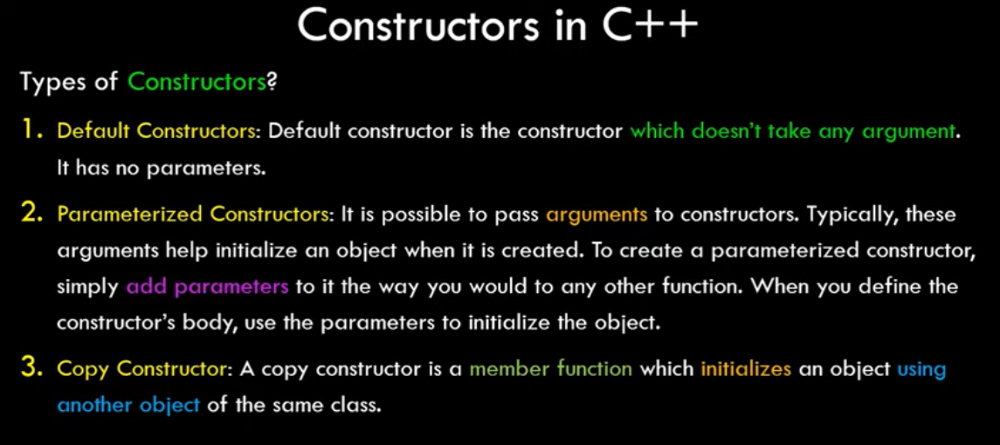 Constructors in C++
Types of Constructors?
1. Default Constructors: Default constructor is the constructor which doesn't take any argument.
It has no parameters.
2. Parameterized Constructors: It is possible to pass arguments to constructors. Typically, these
arguments help initialize an object when it is created. To create a parameterized constructor,
simply add parameters to it the way you would to any other function. When you define the
constructor's body, use the parameters to initialize the object.
3. Copy Constructor: A copy constructor is a member function which initializes an object using
another object of the same class.